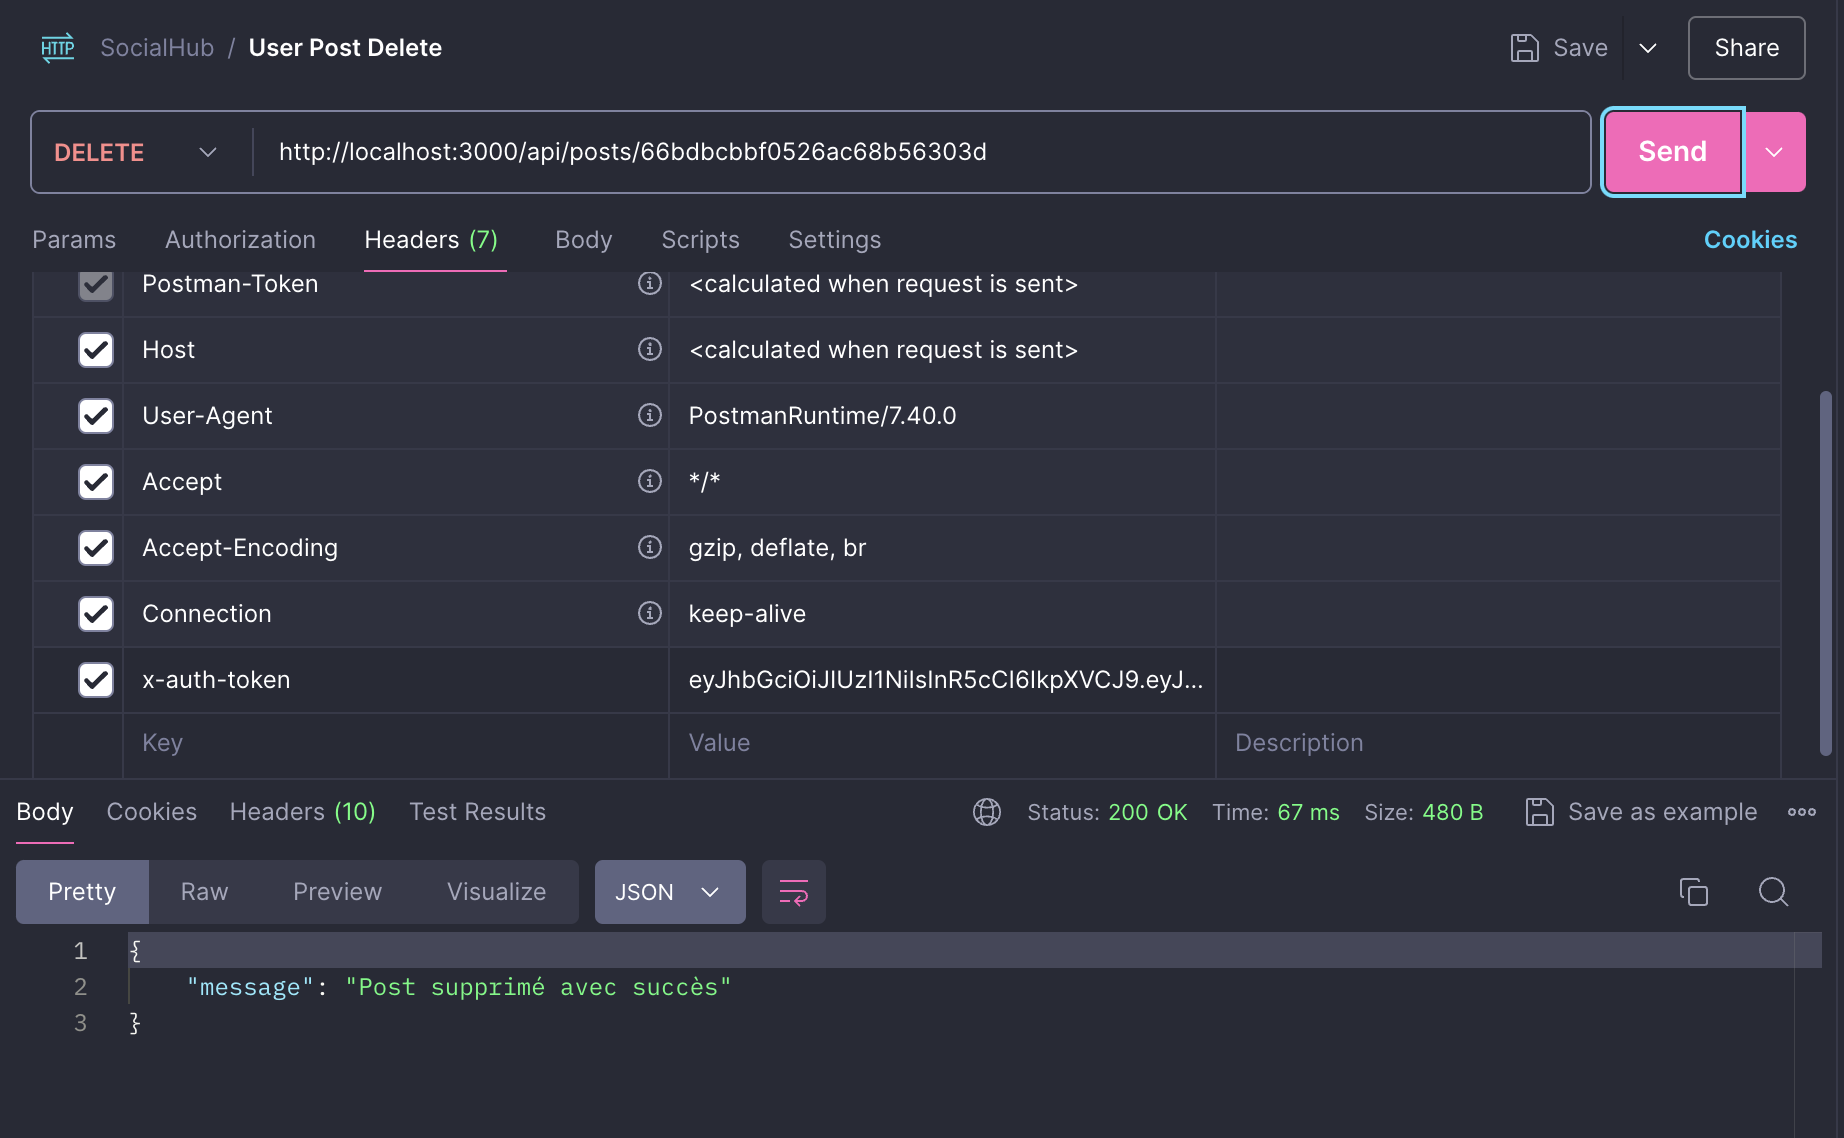 HTTP SocialHub / User Post Delete Save Share
DELETE http://localhost:3000/api/posts/66bdbcbbf0526ac68b56303d Send
Params Authorization Headers (7) Body Scripts Settings Cookies
Postman-Token <calculated when request is sent>
Host <calculated when request is sent>
User-Agent PostmanRuntime/7.40.0
Accept */*
Accept-Encoding gzip, deflate, br
Connection keep-alive
x-auth-token eyJhbGciOiJIUzI1NiIsInR5cCI6IkpXVCJ9.eyJ...
Key Value Description
Body Cookies Headers (10) Test Results Status: 200 OK Time: 67 ms Size: 480 B Save as example
Pretty Raw Preview Visualize JSON
1 {
2 "message": "Post supprimé avec succès"
3 }